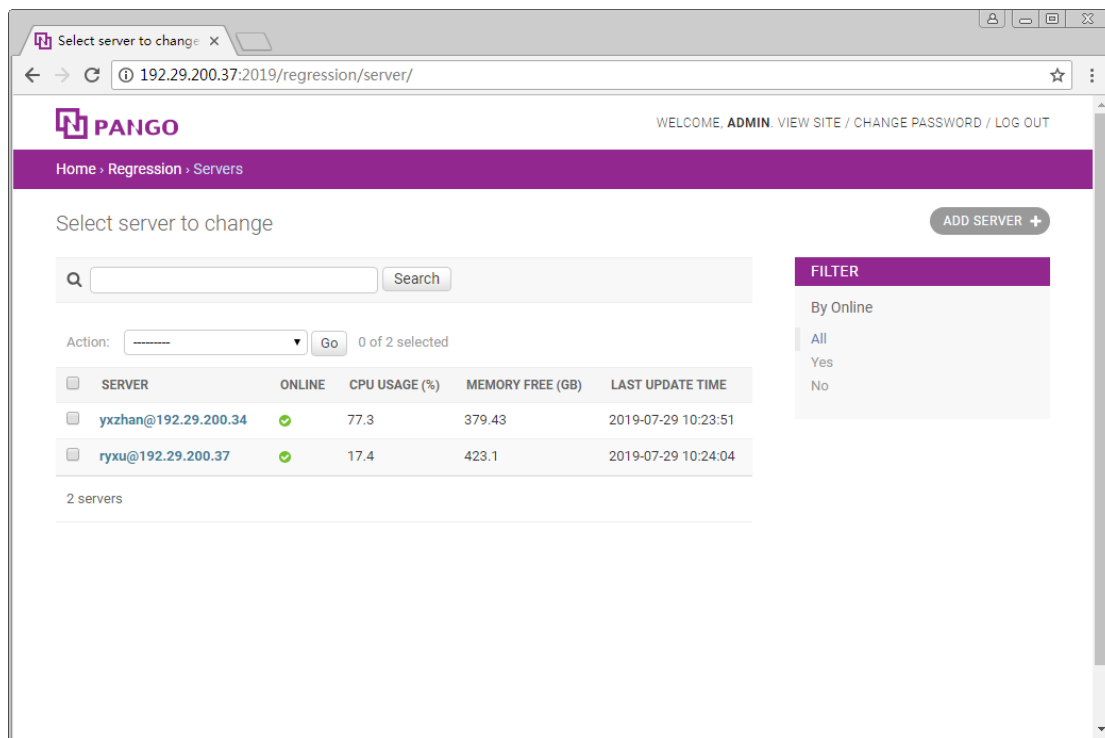 Select server to change
192.29.200.37:2019/regression/server/
PANGO
WELCOME, ADMIN. VIEW SITE / CHANGE PASSWORD / LOG OUT
Home › Regression › Servers
Select server to change
ADD SERVER +
Search
FILTER
By Online
All
Yes
No
Action: --------- Go 0 of 2 selected
SERVER ONLINE CPU USAGE (%) MEMORY FREE (GB) LAST UPDATE TIME
yxzhan@192.29.200.34 77.3 379.43 2019-07-29 10:23:51
ryxu@192.29.200.37 17.4 423.1 2019-07-29 10:24:04
2 servers